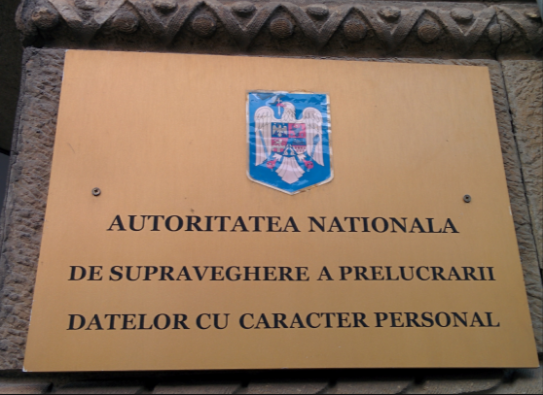 AUTORITATEA NATIONALA
DE SUPRAVEGHERE A PRELUCRARII
DATELOR CU CARACTER PERSONAL